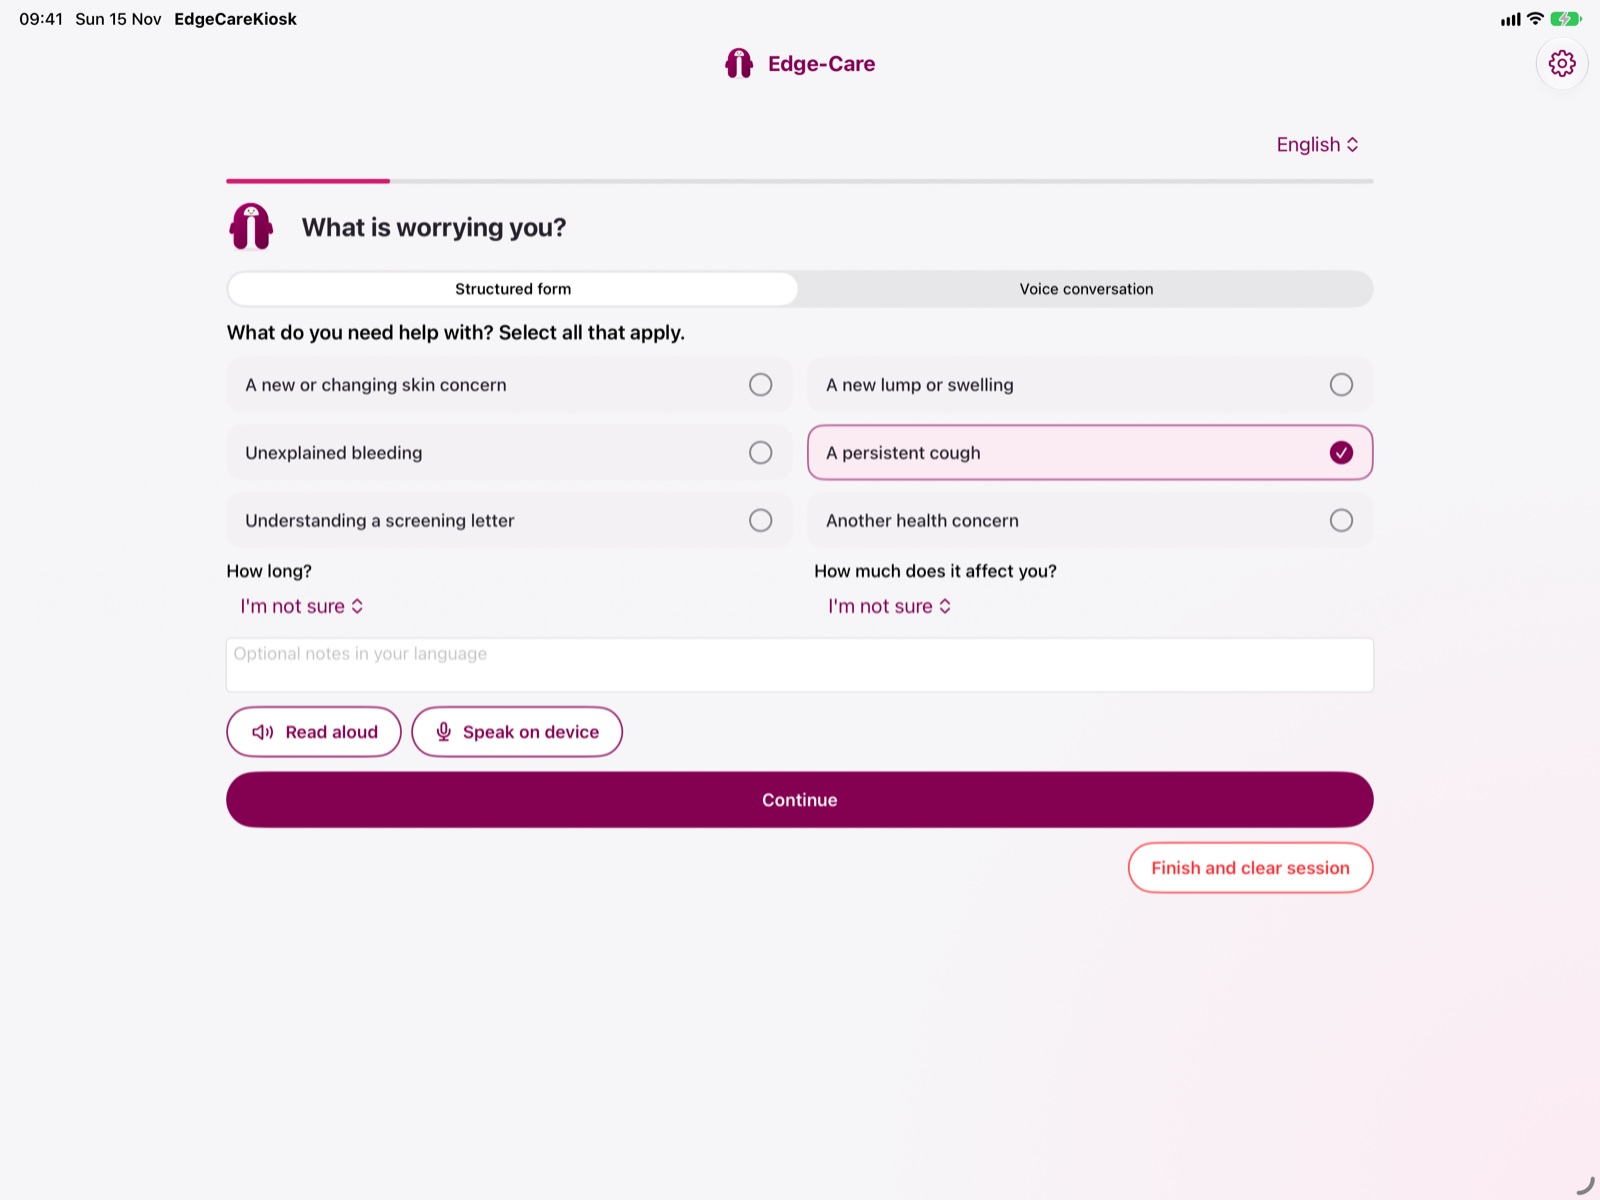 09:41 Sun 15 Nov EdgeCareKiosk
Edge-Care
English
What is worrying you?
Structured form
Voice conversation
What do you need help with? Select all that apply.
A new or changing skin concern
A new lump or swelling
Unexplained bleeding
A persistent cough
Understanding a screening letter
Another health concern
How long?
How much does it affect you?
I'm not sure
I'm not sure
Optional notes in your language
Read aloud
Speak on device
Continue
Finish and clear session